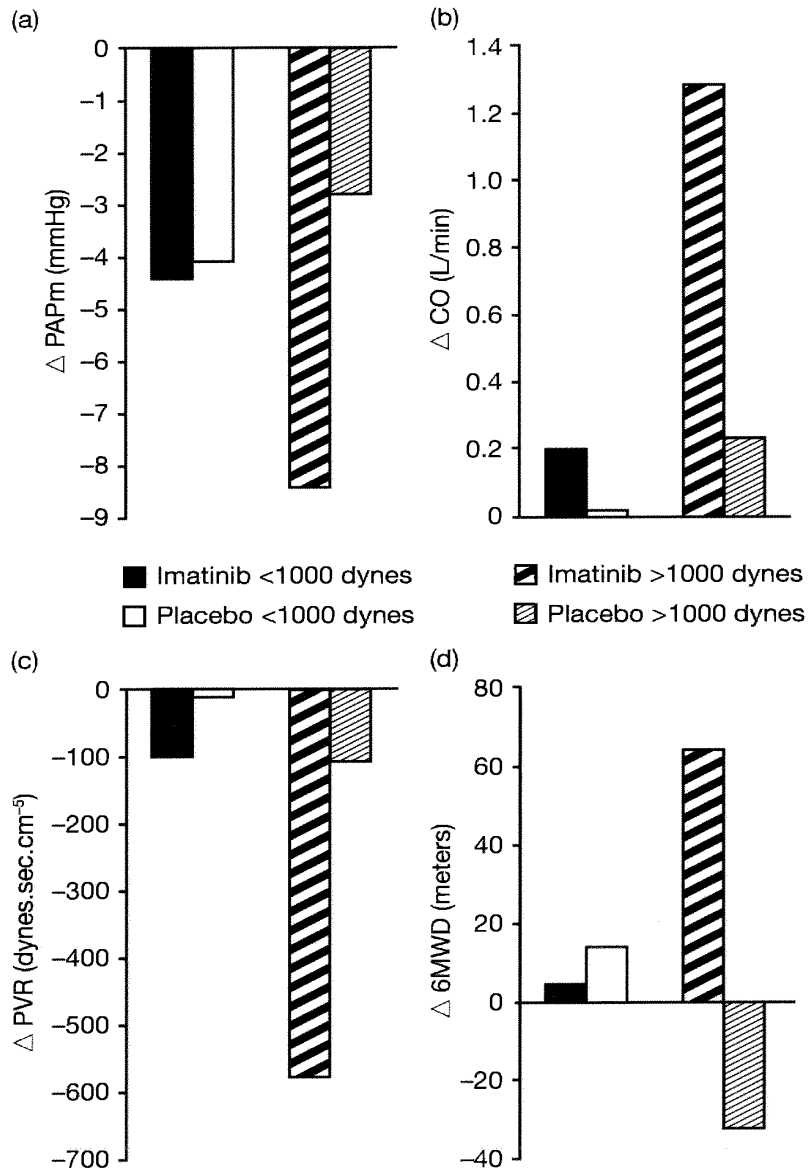 (a)
0
−1
−2
−3
−4
−5
−6
−7
−8
−9
△ PAPm (mmHg)
(b)
1.4
1.2
1.0
0.8
0.6
0.4
0.2
0
△ CO (L/min)
Imatinib <1000 dynes
Placebo <1000 dynes
Imatinib >1000 dynes
Placebo >1000 dynes
(c)
0
−100
−200
−300
−400
−500
−600
−700
△ PVR (dynes.sec.cm⁻⁵)
(d)
80
60
40
20
0
−20
−40
△ 6MWD (meters)